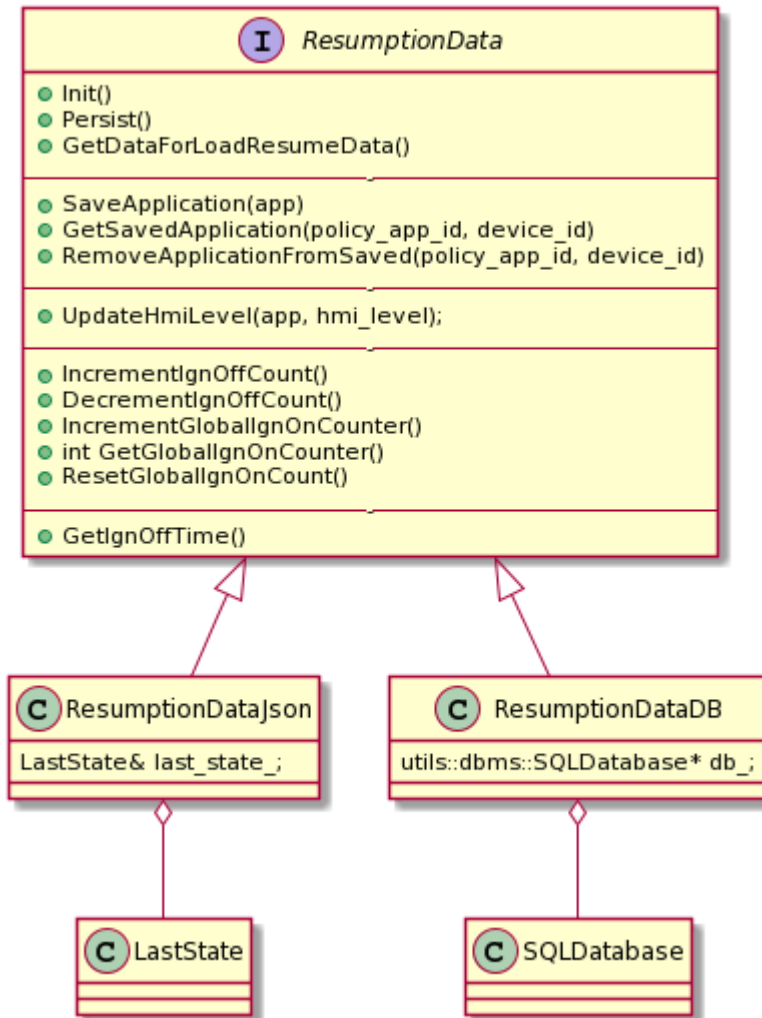 I ResumptionData
Init()
Persist()
GetDataForLoadResumeData()
SaveApplication(app)
GetSavedApplication(policy_app_id, device_id)
RemoveApplicationFromSaved(policy_app_id, device_id)
UpdateHmiLevel(app, hmi_level);
IncrementIgnOffCount()
DecrementIgnOffCount()
IncrementGlobalIgnOnCounter()
int GetGlobalIgnOnCounter()
ResetGlobalIgnOnCount()
GetIgnOffTime()
C ResumptionDataJson
LastState& last_state_;
C ResumptionDataDB
utils::dbms::SQLDatabase* db_;
C LastState
C SQLDatabase